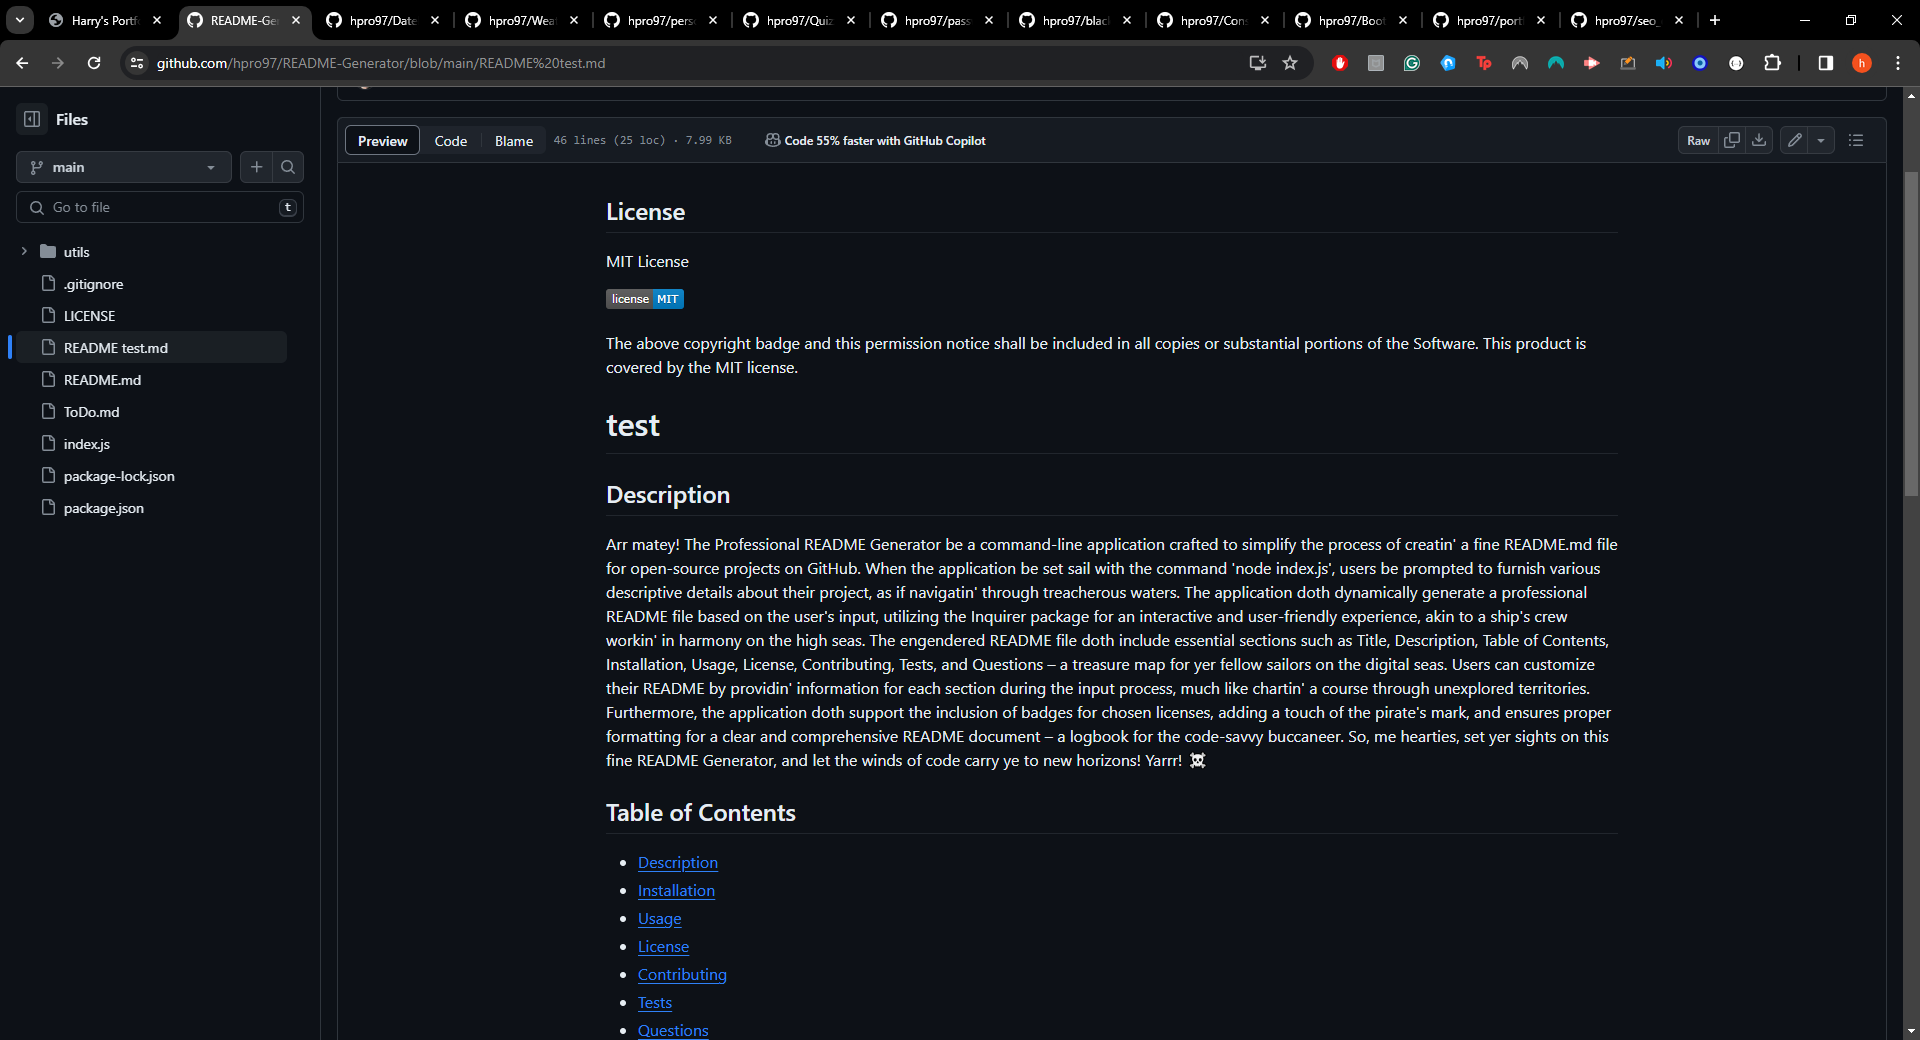 Harry's Portf
README-Ge
hpro97/Date
hpro97/Wea
hpro97/pers
hpro97/Quiz
hpro97/pass
hpro97/blac
hpro97/Con
hpro97/Boot
hpro97/port
hpro97/seo_
github.com/hpro97/README-Generator/blob/main/README%20test.md
Files
main
Go to file
t
utils
.gitignore
LICENSE
README test.md
README.md
ToDo.md
index.js
package-lock.json
package.json
Preview
Code
Blame
46 lines (25 loc) · 7.99 KB
Code 55% faster with GitHub Copilot
Raw
License
MIT License
license MIT
The above copyright badge and this permission notice shall be included in all copies or substantial portions of the Software. This product is
covered by the MIT license.
test
Description
Arr matey! The Professional README Generator be a command-line application crafted to simplify the process of creatin' a fine README.md file
for open-source projects on GitHub. When the application be set sail with the command 'node index.js', users be prompted to furnish various
descriptive details about their project, as if navigatin' through treacherous waters. The application doth dynamically generate a professional
README file based on the user's input, utilizing the Inquirer package for an interactive and user-friendly experience, akin to a ship's crew
workin' in harmony on the high seas. The engendered README file doth include essential sections such as Title, Description, Table of Contents,
Installation, Usage, License, Contributing, Tests, and Questions – a treasure map for yer fellow sailors on the digital seas. Users can customize
their README by providin' information for each section during the input process, much like chartin' a course through unexplored territories.
Furthermore, the application doth support the inclusion of badges for chosen licenses, adding a touch of the pirate's mark, and ensures proper
formatting for a clear and comprehensive README document – a logbook for the code-savvy buccaneer. So, me hearties, set yer sights on this
fine README Generator, and let the winds of code carry ye to new horizons! Yarrr! ☠️
Table of Contents
Description
Installation
Usage
License
Contributing
Tests
Questions